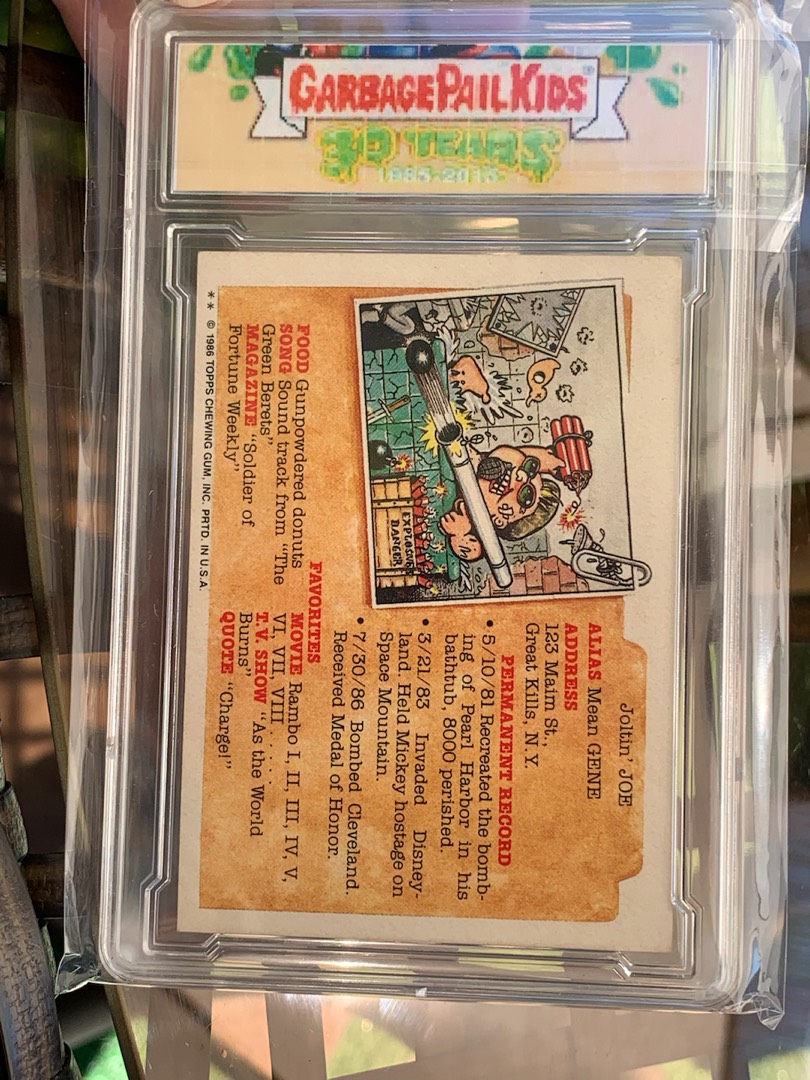 GARBAGE PAIL KIDS
30 YEARS
1985-2015
Joltin' JOE
ALIAS Mean GENE
ADDRESS
123 Maim St.,
Great Kills, N.Y.
PERMANENT RECORD
• 5/10/81 Recreated the bomb-
ing of Pearl Harbor in his
bathtub, 8000 perished.
• 3/21/83 Invaded Disney-
land. Held Mickey hostage on
Space Mountain.
• 7/30/86 Bombed Cleveland.
Received Medal of Honor.
EXPLOSIVE
DANGER
FAVORITES
FOOD Gunpowdered donuts
SONG Sound track from "The
Green Berets"
MAGAZINE "Soldier of
Fortune Weekly"
MOVIE Rambo I, II, III, IV, V,
VI, VII, VIII . . . . . .
T.V. SHOW "As the World
Burns"
QUOTE "Charge!"
** © 1986 TOPPS CHEWING GUM, INC. PRTD. IN U.S.A.